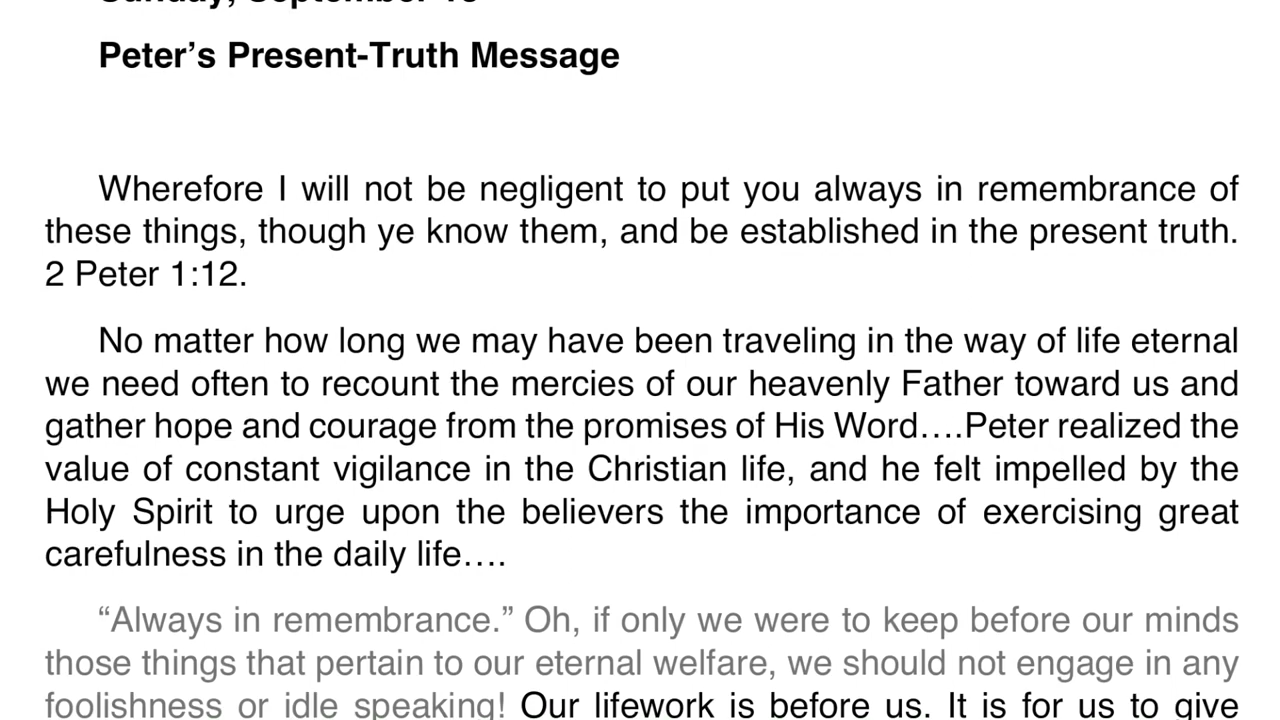 Sunday, September
Peter’s Present-Truth Message
Wherefore I will not be negligent to put you always in remembrance of
these things, though ye know them, and be established in the present truth.
2 Peter 1:12.
No matter how long we may have been traveling in the way of life eternal
we need often to recount the mercies of our heavenly Father toward us and
gather hope and courage from the promises of His Word….Peter realized the
value of constant vigilance in the Christian life, and he felt impelled by the
Holy Spirit to urge upon the believers the importance of exercising great
carefulness in the daily life….
“Always in remembrance.” Oh, if only we were to keep before our minds
those things that pertain to our eternal welfare, we should not engage in any
foolishness or idle speaking! Our lifework is before us. It is for us to give